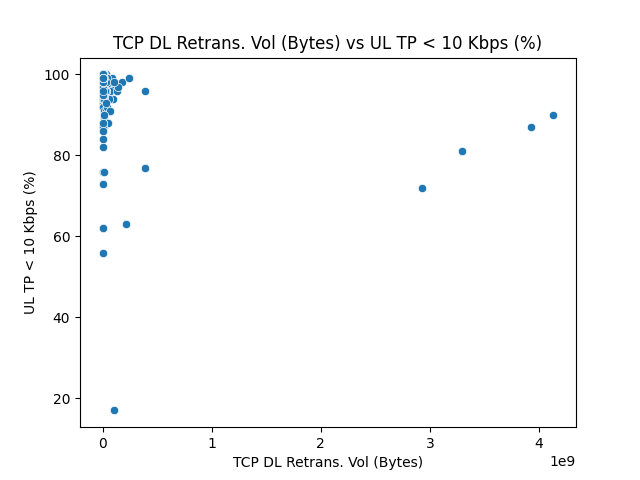 TCP DL Retrans. Vol (Bytes) vs UL TP < 10 Kbps (%)
100
80
60
40
20
UL TP < 10 Kbps (%)
0 1 2 3 4
1e9
TCP DL Retrans. Vol (Bytes)